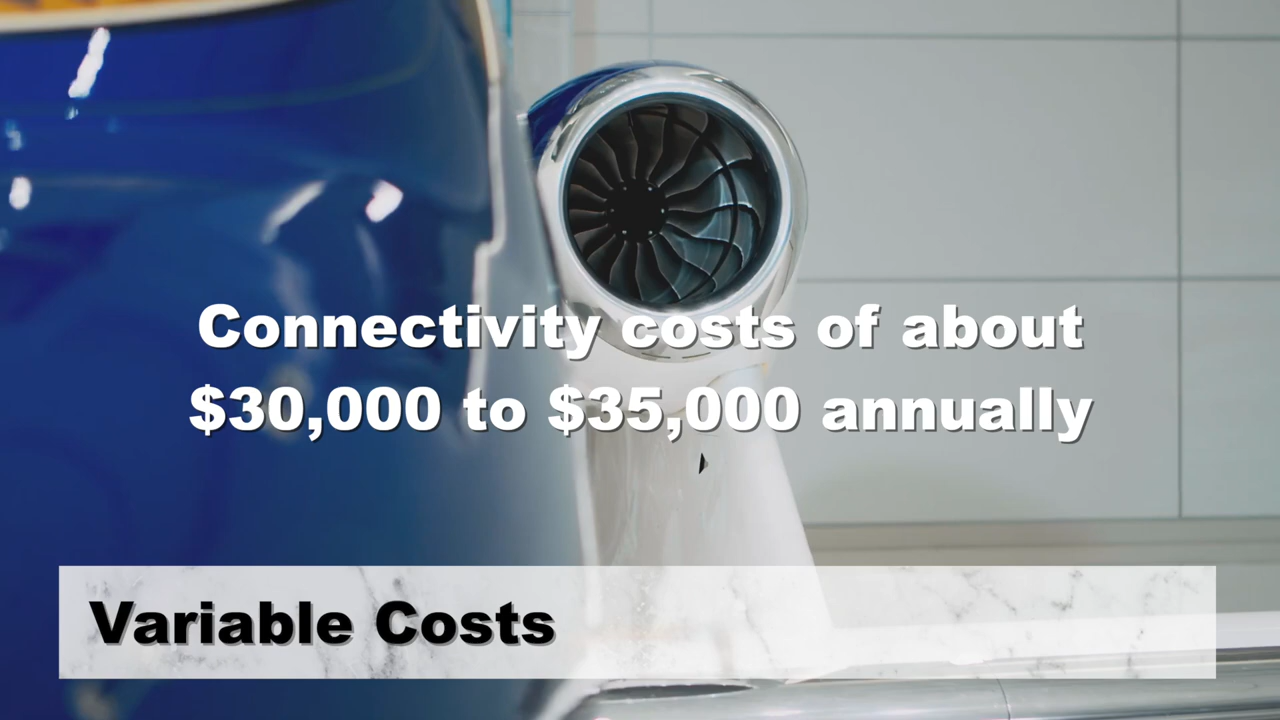 Connectivity costs of about
$30,000 to $35,000 annually
Variable Costs